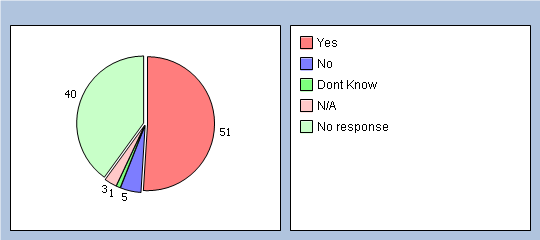 40
51
3
1
5
Yes
No
Dont Know
N/A
No response